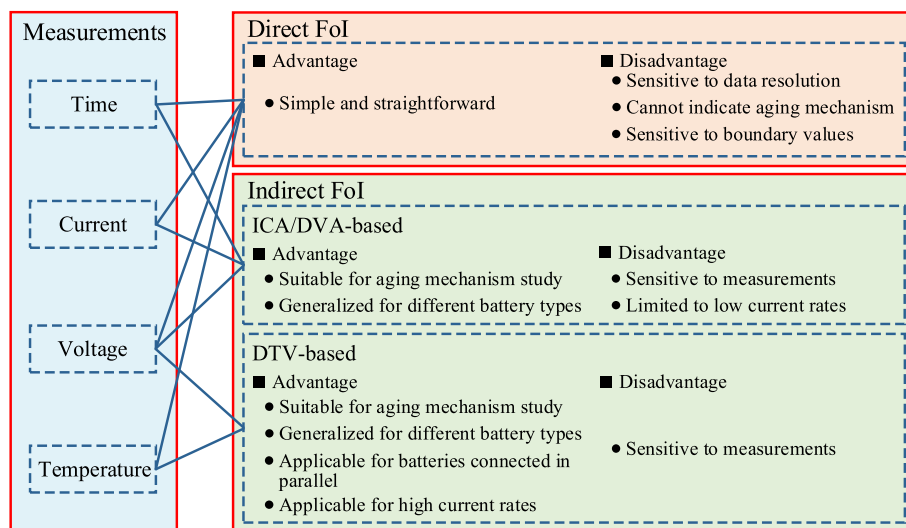 Measurements
Time
Current
Voltage
Temperature
Direct FoI
■ Advantage
● Simple and straightforward
■ Disadvantage
● Sensitive to data resolution
● Cannot indicate aging mechanism
● Sensitive to boundary values
Indirect FoI
ICA/DVA-based
■ Advantage
● Suitable for aging mechanism study
● Generalized for different battery types
■ Disadvantage
● Sensitive to measurements
● Limited to low current rates
DTV-based
■ Advantage
● Suitable for aging mechanism study
● Generalized for different battery types
● Applicable for batteries connected in
parallel
● Applicable for high current rates
■ Disadvantage
● Sensitive to measurements